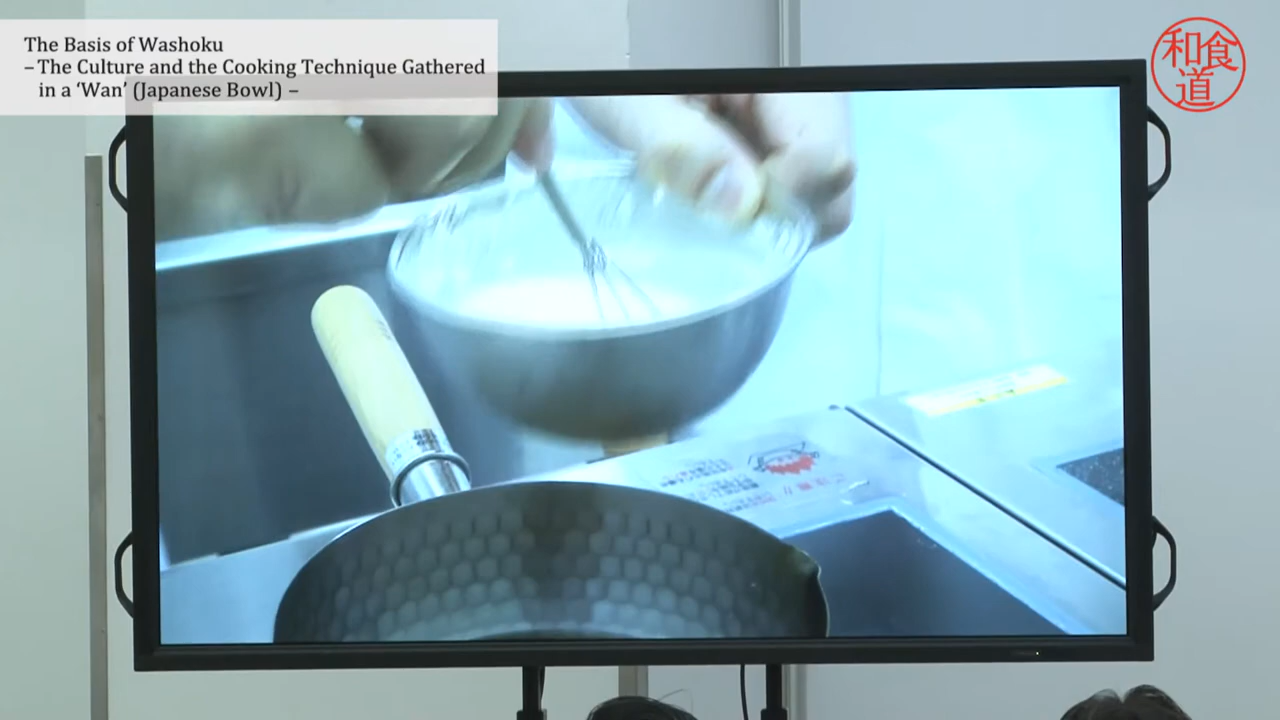 The Basis of Washoku
– The Culture and the Cooking Technique Gathered
in a ‘Wan’ (Japanese Bowl) –
和食
道